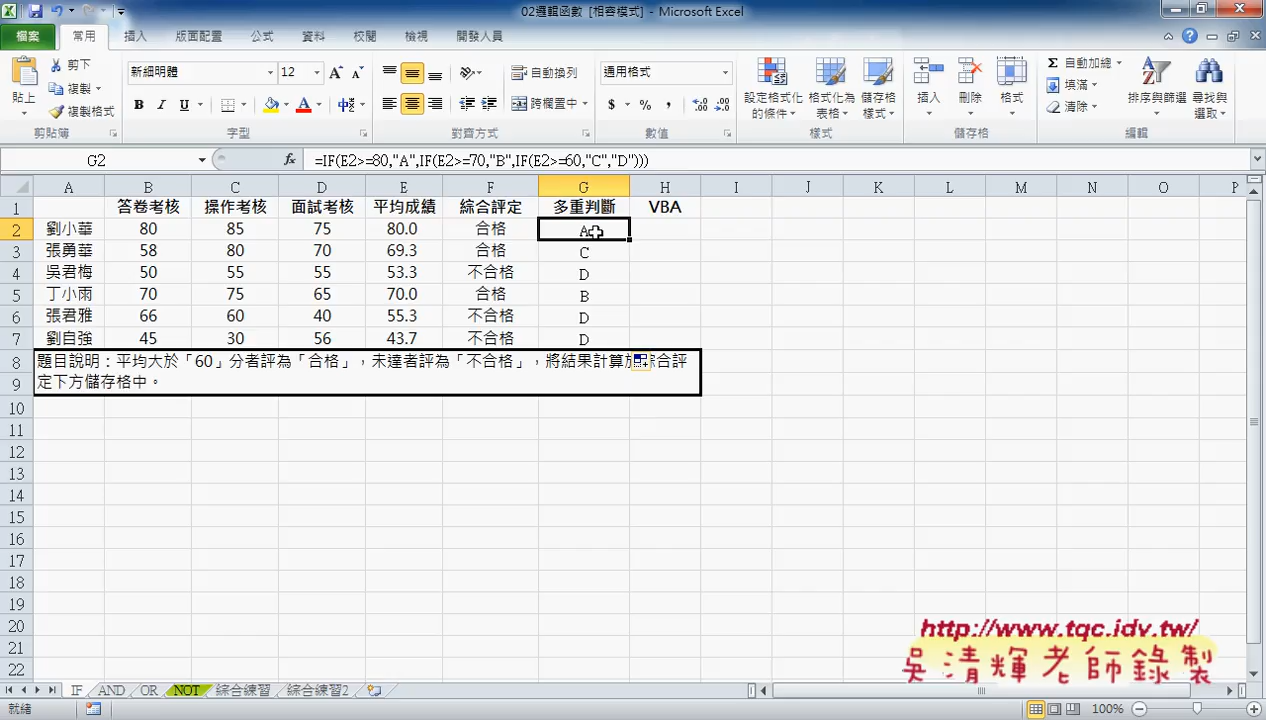 02邏輯函數 [相容模式] - Microsoft Excel
檔案 常用 插入 版面配置 公式 資料 校閱 檢視 開發人員
貼上 剪下 複製 複製格式 剪貼簿
新細明體 12 B I U A 中 字型
自動換列 跨欄置中 對齊方式
通用格式 $ % , 數值
設定格式化的條件 格式化為表格 儲存格樣式 樣式
插入 刪除 格式 儲存格
Σ 自動加總 填滿 清除 排序與篩選 尋找與選取 編輯
G2 fx =IF(E2>=80,"A",IF(E2>=70,"B",IF(E2>=60,"C","D")))
A B C D E F G H I J K L M N O P
1 答卷考核 操作考核 面試考核 平均成績 綜合評定 多重判斷 VBA
2 劉小華 80 85 75 80.0 合格 A
3 張勇華 58 80 70 69.3 合格 C
4 吳君梅 50 55 55 53.3 不合格 D
5 丁小雨 70 75 65 70.0 合格 B
6 張君雅 66 60 40 55.3 不合格 D
7 劉自強 45 30 56 43.7 不合格 D
8 題目說明：平均大於「60」分者評為「合格」，未達者評為「不合格」，將結果計算於綜合評
9 定下方儲存格中。
10
11
12
13
14
15
16
17
18
19
20
21
22
http://www.tqc.idv.tw/
吳清輝老師錄製
IF AND OR NOT 綜合練習 綜合練習2
就緒 100%